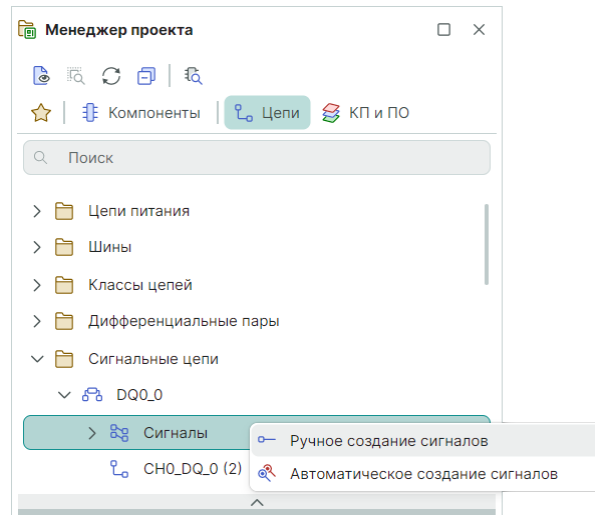 Менеджер проекта
Компоненты
Цепи
КП и ПО
Поиск
Цепи питания
Шины
Классы цепей
Дифференциальные пары
Сигнальные цепи
DQ0_0
Сигналы
Ручное создание сигналов
CH0_DQ_0 (2)
Автоматическое создание сигналов